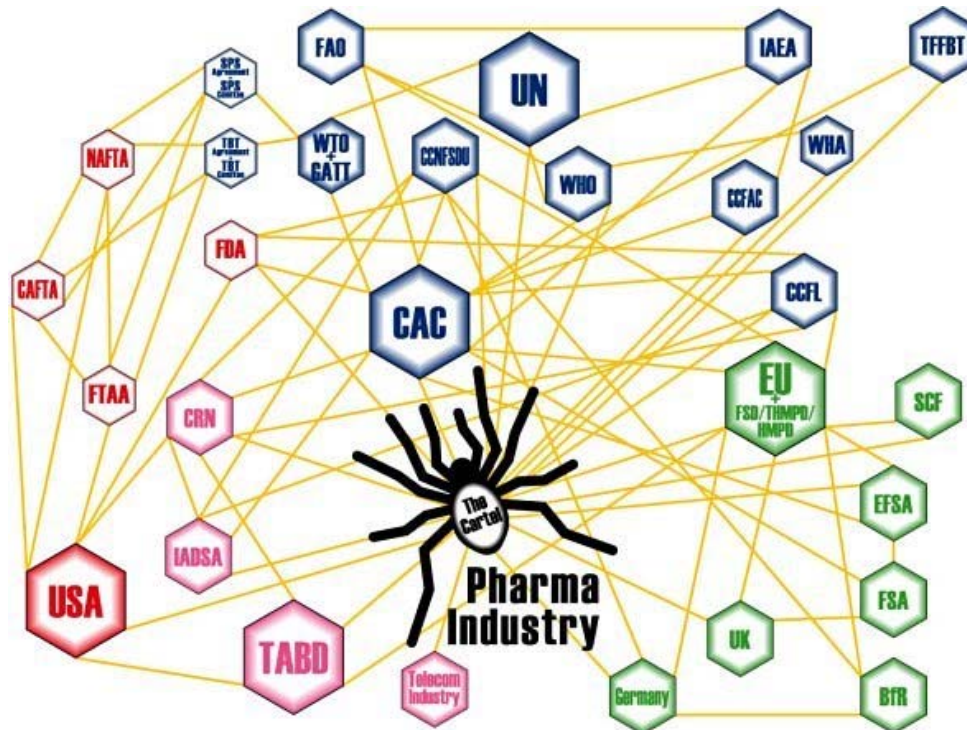 FAO
IAEA
TFFBT
SPS
Agreement
+
SPS
UN
NAFTA
TBT
Agreement
+
TBT
WTO
+
GATT
CCNFSDU
WHO
WHA
CCFAC
FDA
CAFTA
CAC
CCFL
FTAA
CRN
EU
+
FSD/THMPD/
HMPD
SCF
The
Cartel
EFSA
IADSA
USA
Pharma
Industry
FSA
UK
TABD
Telecom
Industry
Germany
BfR